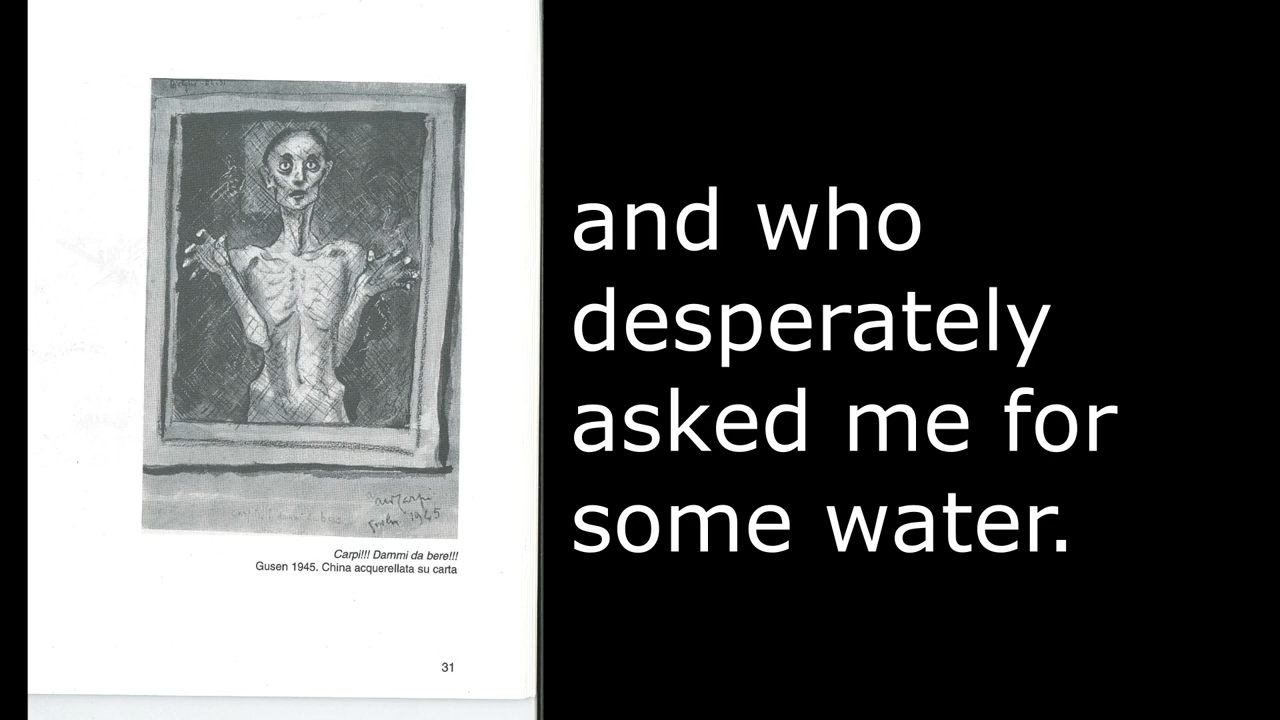 Carpi!!! Dammi da bere!!!
Gusen 1945. China acquerellata su carta
31
and who
desperately
asked me for
some water.